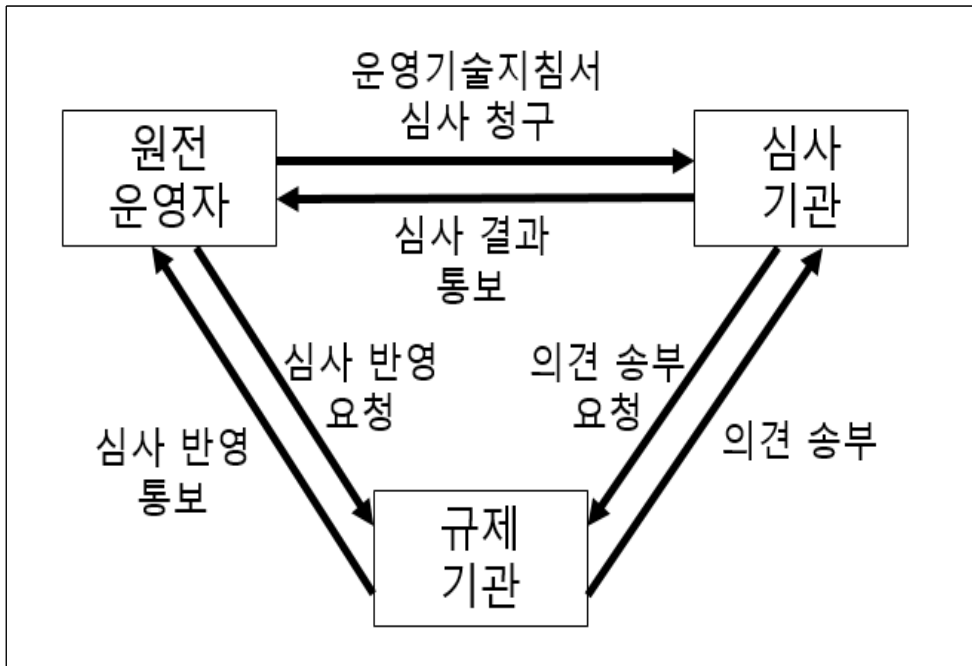 운영기술지침서
심사 청구
원전
운영자
심사
기관
심사 결과
통보
심사 반영
요청
의견 송부
요청
심사 반영
통보
의견 송부
규제
기관